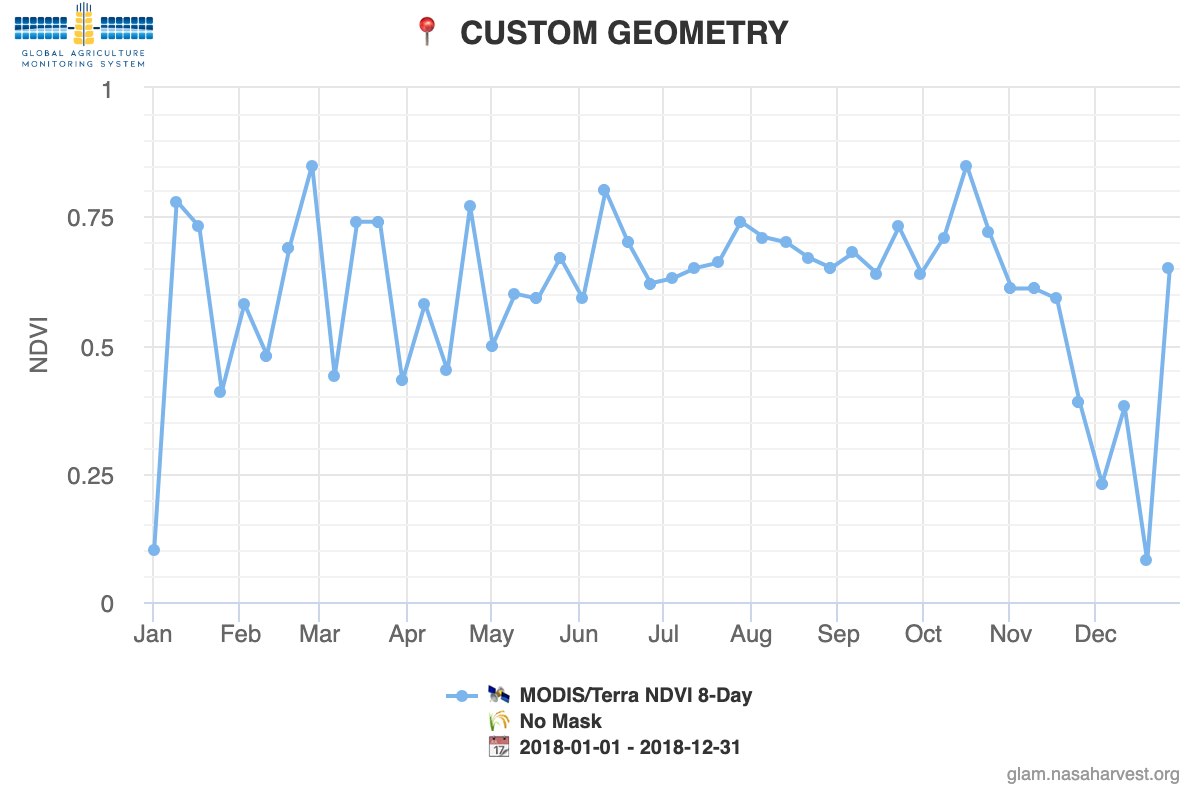 GLOBAL AGRICULTURE
MONITORING SYSTEM
CUSTOM GEOMETRY
1
0.75
0.5
0.25
0
NDVI
Jan Feb Mar Apr May Jun Jul Aug Sep Oct Nov Dec
MODIS/Terra NDVI 8-Day
No Mask
17
2018-01-01 - 2018-12-31
glam.nasaharvest.org